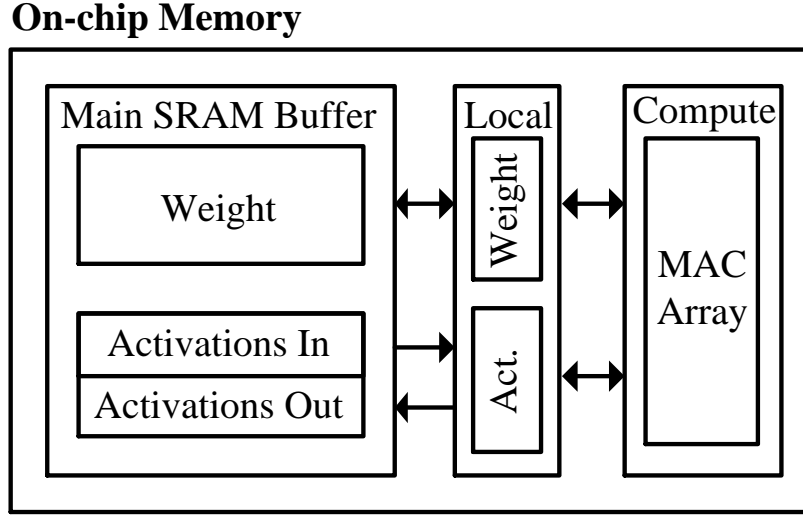 On-chip Memory
Main SRAM Buffer
Weight
Activations In
Activations Out
Local
Weight
Act.
Compute
MAC
Array